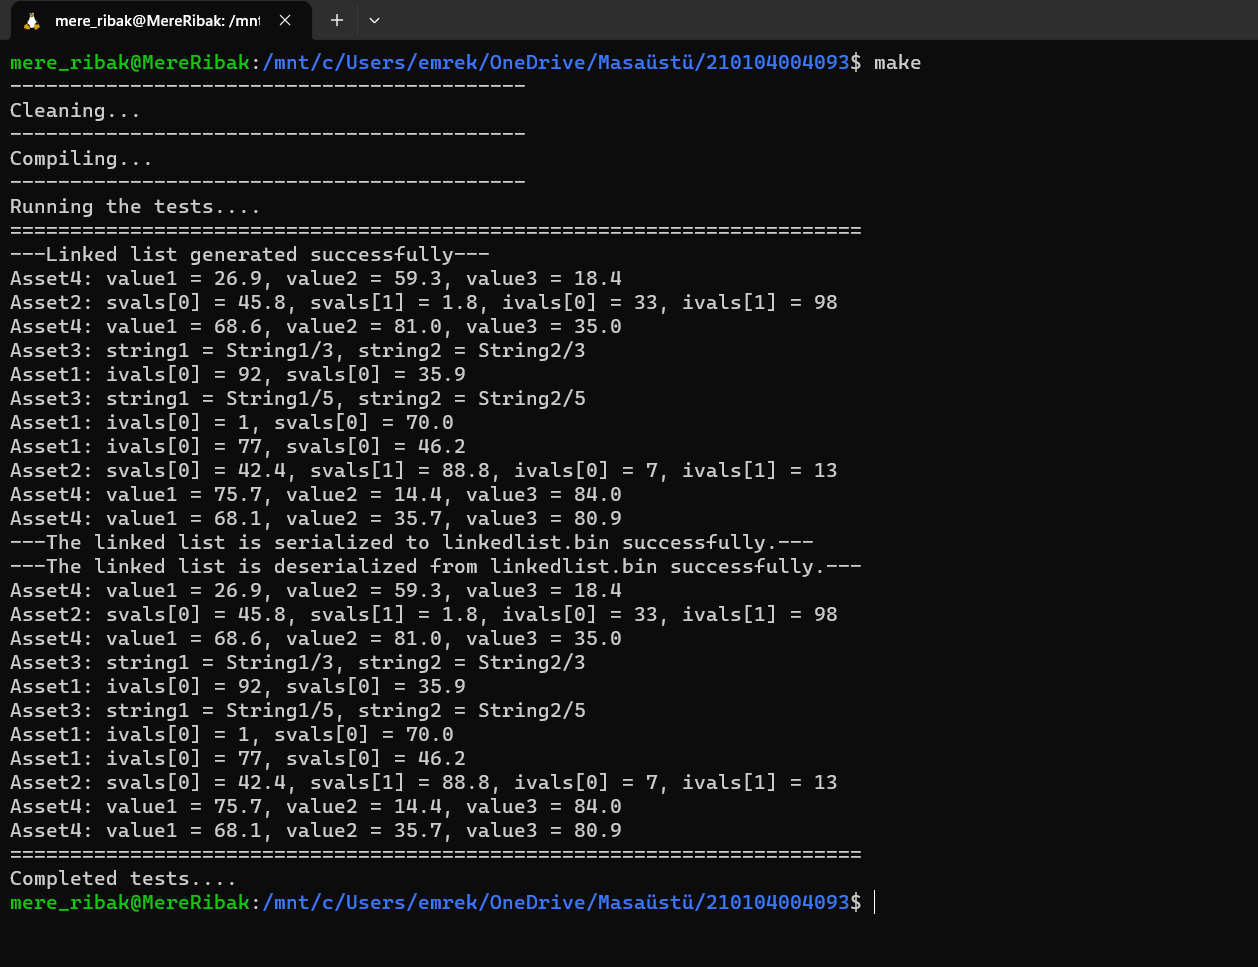 mere_ribak@MereRibak: /mnt
mere_ribak@MereRibak:/mnt/c/Users/emrek/OneDrive/Masaüstü/210104004093$ make
-------------------------------------------
Cleaning...
-------------------------------------------
Compiling...
-------------------------------------------
Running the tests....
=======================================================================
---Linked list generated successfully---
Asset4: value1 = 26.9, value2 = 59.3, value3 = 18.4
Asset2: svals[0] = 45.8, svals[1] = 1.8, ivals[0] = 33, ivals[1] = 98
Asset4: value1 = 68.6, value2 = 81.0, value3 = 35.0
Asset3: string1 = String1/3, string2 = String2/3
Asset1: ivals[0] = 92, svals[0] = 35.9
Asset3: string1 = String1/5, string2 = String2/5
Asset1: ivals[0] = 1, svals[0] = 70.0
Asset1: ivals[0] = 77, svals[0] = 46.2
Asset2: svals[0] = 42.4, svals[1] = 88.8, ivals[0] = 7, ivals[1] = 13
Asset4: value1 = 75.7, value2 = 14.4, value3 = 84.0
Asset4: value1 = 68.1, value2 = 35.7, value3 = 80.9
---The linked list is serialized to linkedlist.bin successfully.---
---The linked list is deserialized from linkedlist.bin successfully.---
Asset4: value1 = 26.9, value2 = 59.3, value3 = 18.4
Asset2: svals[0] = 45.8, svals[1] = 1.8, ivals[0] = 33, ivals[1] = 98
Asset4: value1 = 68.6, value2 = 81.0, value3 = 35.0
Asset3: string1 = String1/3, string2 = String2/3
Asset1: ivals[0] = 92, svals[0] = 35.9
Asset3: string1 = String1/5, string2 = String2/5
Asset1: ivals[0] = 1, svals[0] = 70.0
Asset1: ivals[0] = 77, svals[0] = 46.2
Asset2: svals[0] = 42.4, svals[1] = 88.8, ivals[0] = 7, ivals[1] = 13
Asset4: value1 = 75.7, value2 = 14.4, value3 = 84.0
Asset4: value1 = 68.1, value2 = 35.7, value3 = 80.9
=======================================================================
Completed tests....
mere_ribak@MereRibak:/mnt/c/Users/emrek/OneDrive/Masaüstü/210104004093$